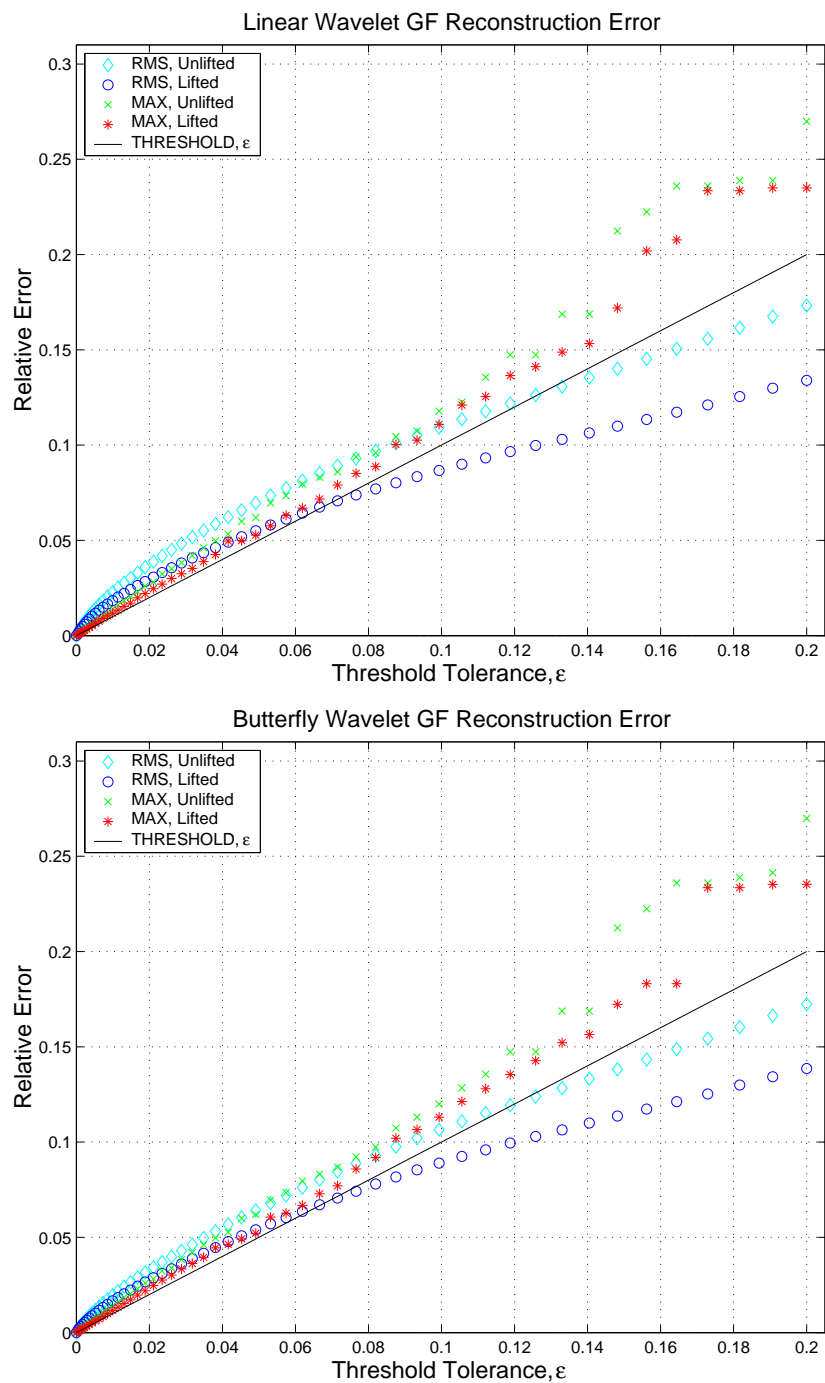 Linear Wavelet GF Reconstruction Error
0.3
0.25
0.2
0.15
0.1
0.05
0
Relative Error
RMS, Unlifted
RMS, Lifted
MAX, Unlifted
MAX, Lifted
THRESHOLD, ε
0 0.02 0.04 0.06 0.08 0.1 0.12 0.14 0.16 0.18 0.2
Threshold Tolerance, ε
Butterfly Wavelet GF Reconstruction Error
0.3
0.25
0.2
0.15
0.1
0.05
0
Relative Error
RMS, Unlifted
RMS, Lifted
MAX, Unlifted
MAX, Lifted
THRESHOLD, ε
0 0.02 0.04 0.06 0.08 0.1 0.12 0.14 0.16 0.18 0.2
Threshold Tolerance, ε